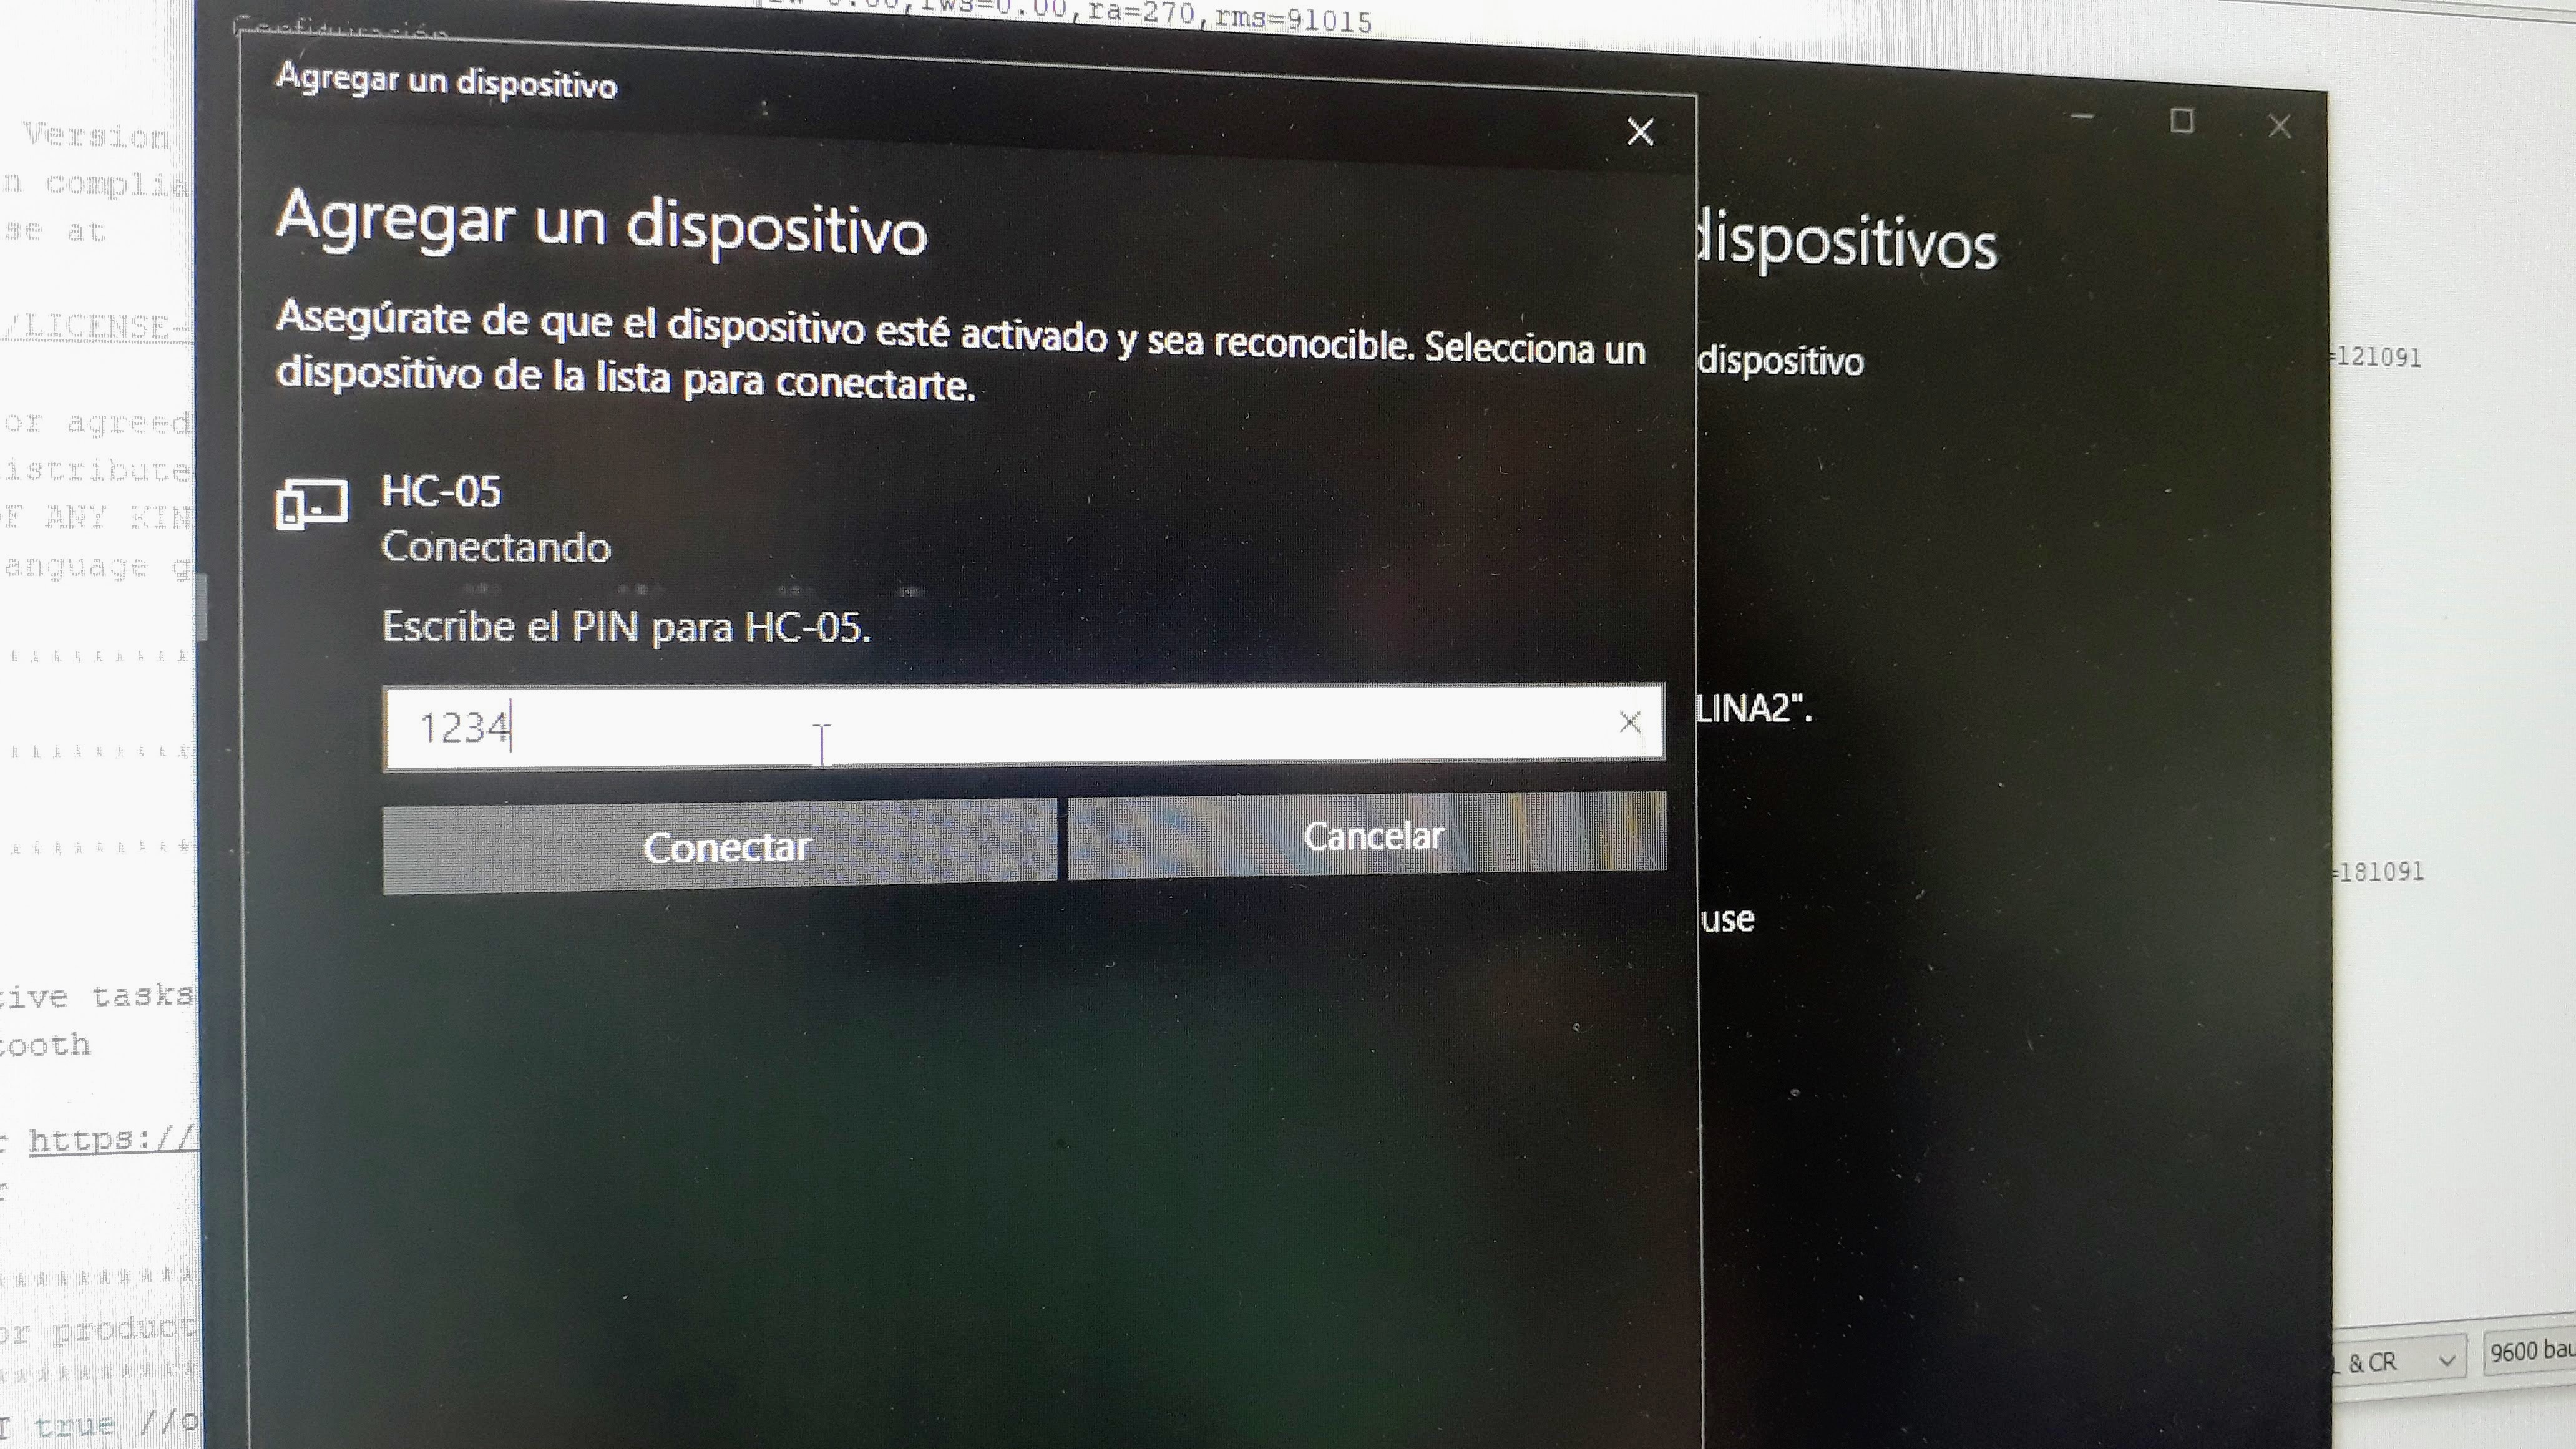 ra=270,rms=91015
Configuración
Agregar un dispositivo
Agregar un dispositivo
Asegúrate de que el dispositivo esté activado y sea reconocible. Selecciona un
dispositivo de la lista para conectarte.
HC-05
Conectando
Escribe el PIN para HC-05.
1234
Conectar
Cancelar
dispositivos
dispositivo
LINA2".
use
=121091
=181091
& CR
9600 bau
Version
n complia
se at
/LICENSE-
or agreed
istribute
OF ANY KIN
anguage g
*********
*********
*********
tive tasks
tooth
https://
**********
or product
**********
true //o